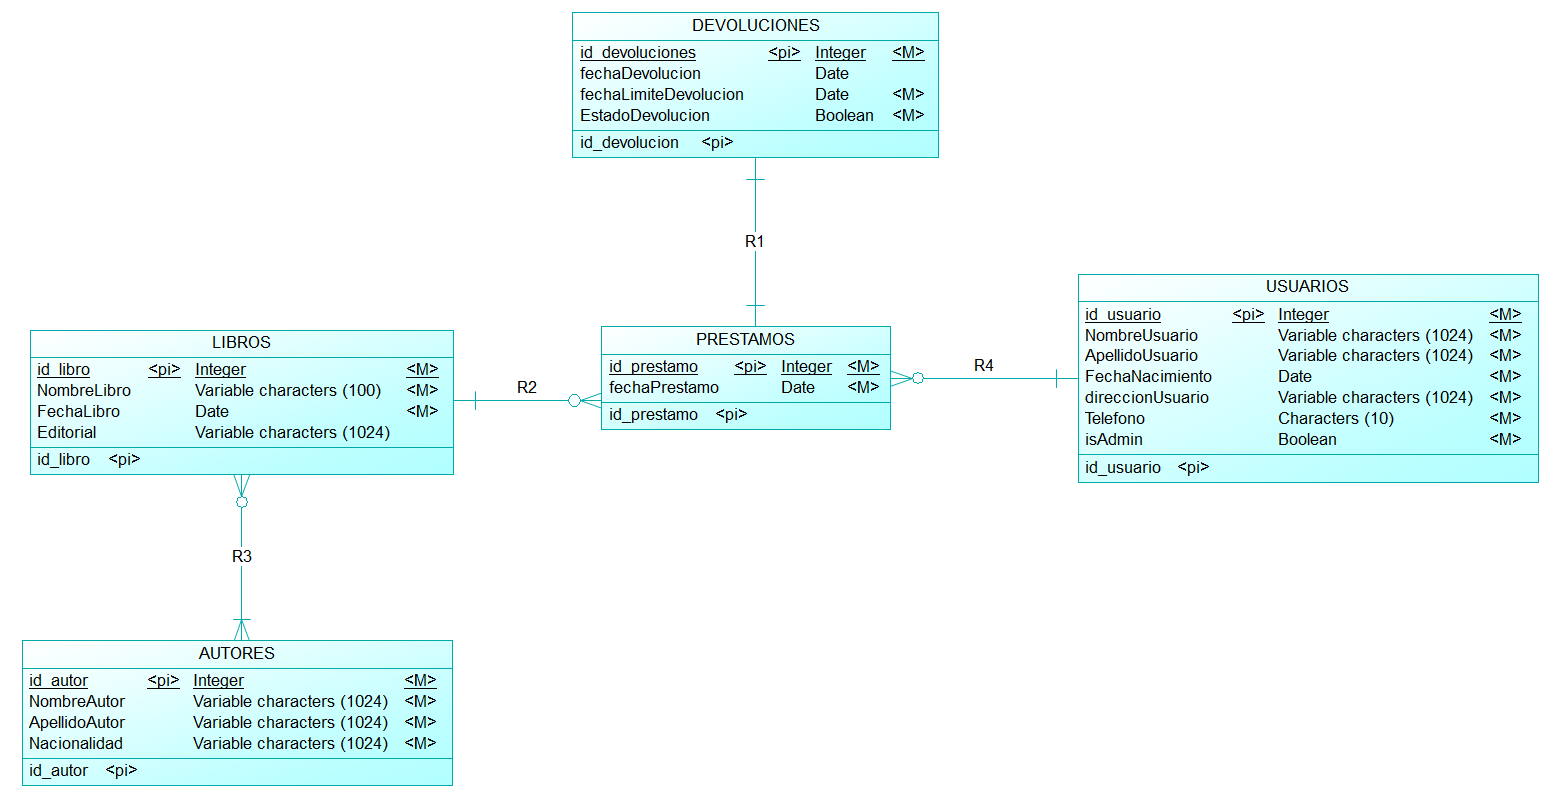 DEVOLUCIONES
id_devoluciones <pi> Integer <M>
fechaDevolucion Date
fechaLimiteDevolucion Date <M>
EstadoDevolucion Boolean <M>
id_devolucion <pi>
R1
USUARIOS
id_usuario <pi> Integer <M>
NombreUsuario Variable characters (1024) <M>
ApellidoUsuario Variable characters (1024) <M>
FechaNacimiento Date <M>
direccionUsuario Variable characters (1024) <M>
Telefono Characters (10) <M>
isAdmin Boolean <M>
id_usuario <pi>
LIBROS
id_libro <pi> Integer <M>
NombreLibro Variable characters (100) <M>
FechaLibro Date <M>
Editorial Variable characters (1024)
id_libro <pi>
R2
PRESTAMOS
id_prestamo <pi> Integer <M>
fechaPrestamo Date <M>
id_prestamo <pi>
R4
R3
AUTORES
id_autor <pi> Integer <M>
NombreAutor Variable characters (1024) <M>
ApellidoAutor Variable characters (1024) <M>
Nacionalidad Variable characters (1024) <M>
id_autor <pi>